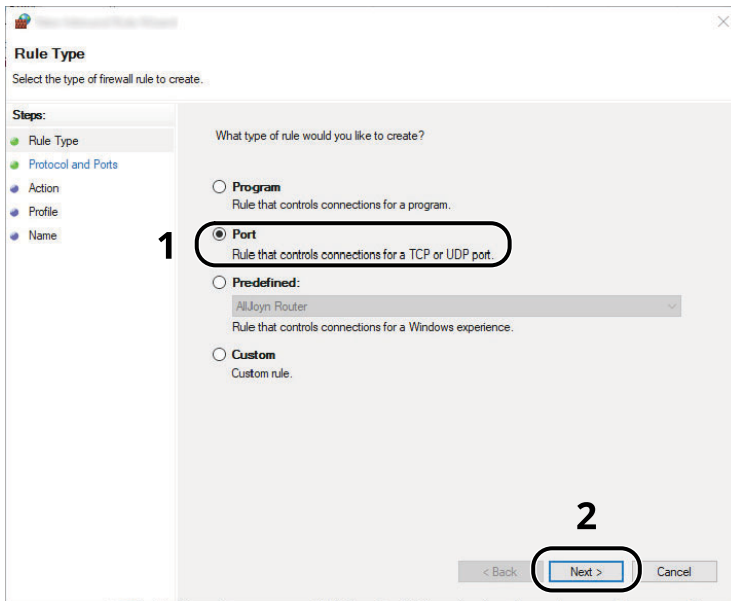 Rule Type
Select the type of firewall rule to create.
Steps:
Rule Type
Protocol and Ports
Action
Profile
Name
What type of rule would you like to create?
Program
Rule that controls connections for a program.
1
Port
Rule that controls connections for a TCP or UDP port.
Predefined:
AllJoyn Router
Rule that controls connections for a Windows experience.
Custom
Custom rule.
2
< Back
Next >
Cancel